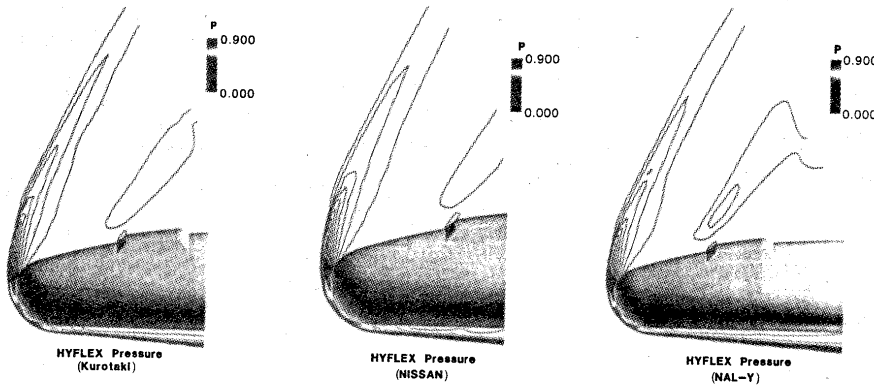 P
0.900
0.000
HYFLEX Pressure
(Kurotaki)
P
0.900
0.000
HYFLEX Pressure
(NISSAN)
P
0.900
0.000
HYFLEX Pressure
(NAL-Y)